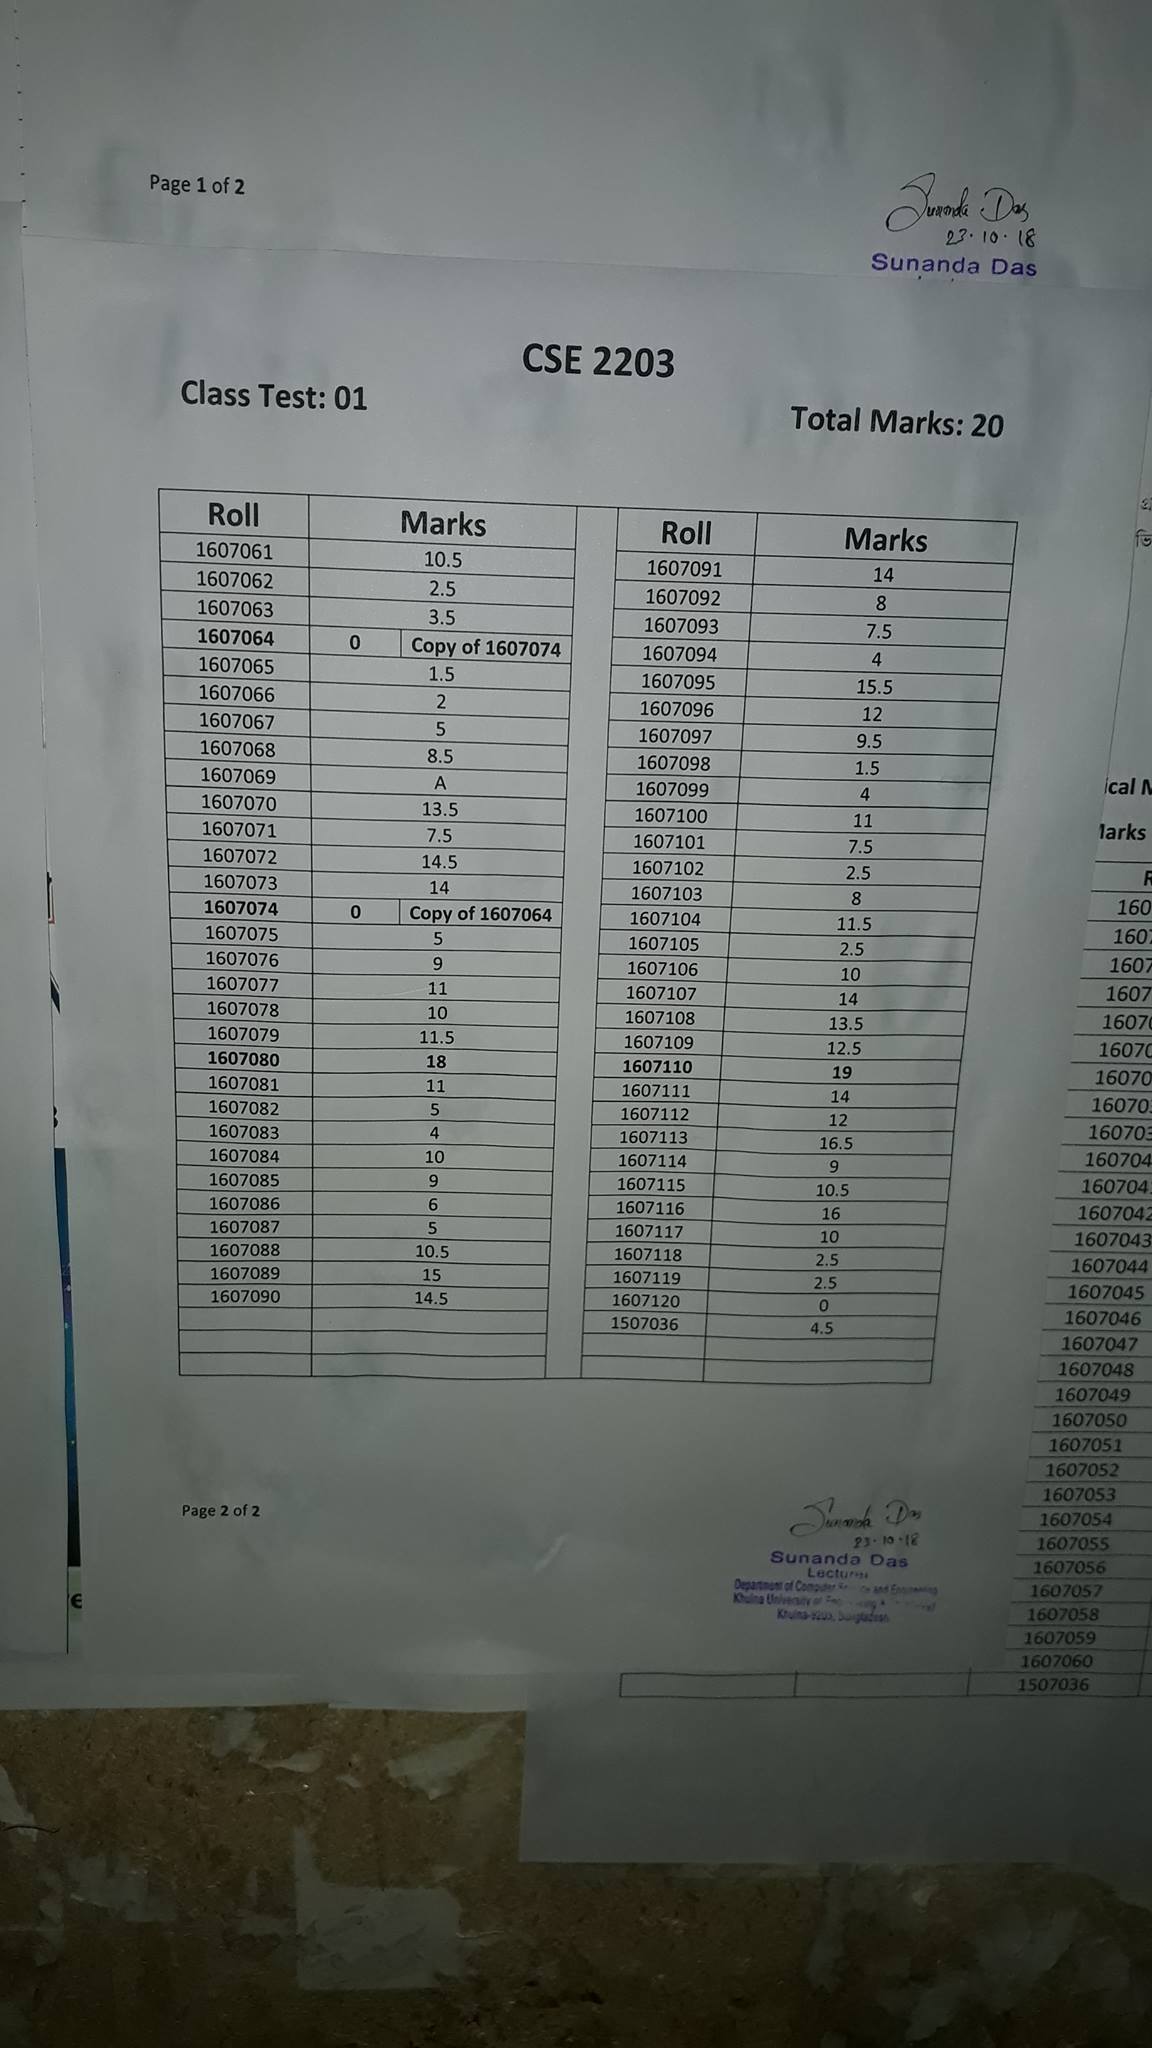 Page 1 of 2
Sunanda Das
23.10.18
Sunanda Das
CSE 2203
Class Test: 01
Total Marks: 20
Roll Marks Roll Marks
1607061 10.5 1607091 14
1607062 2.5 1607092 8
1607063 3.5 1607093 7.5
1607064 0 Copy of 1607074 1607094 4
1607065 1.5 1607095 15.5
1607066 2 1607096 12
1607067 5 1607097 9.5
1607068 8.5 1607098 1.5
1607069 A 1607099 4
1607070 13.5 1607100 11
1607071 7.5 1607101 7.5
1607072 14.5 1607102 2.5
1607073 14 1607103 8
1607074 0 Copy of 1607064 1607104 11.5
1607075 5 1607105 2.5
1607076 9 1607106 10
1607077 11 1607107 14
1607078 10 1607108 13.5
1607079 11.5 1607109 12.5
1607080 18 1607110 19
1607081 11 1607111 14
1607082 5 1607112 12
1607083 4 1607113 16.5
1607084 10 1607114 9
1607085 9 1607115 10.5
1607086 6 1607116 16
1607087 5 1607117 10
1607088 10.5 1607118 2.5
1607089 15 1607119 2.5
1607090 14.5 1607120 0
1507036 4.5
Page 2 of 2
Sunanda Das
23.10.18
Sunanda Das
Lecturer
Department of Computer and Engineering
Khulna University of
Khulna-9203, Bangladesh
ical M
Marks
R
160
160
1607
1607
1607
1607
16070
16070
160703
160704
160704
1607042
1607043
1607044
1607045
1607046
1607047
1607048
1607049
1607050
1607051
1607052
1607053
1607054
1607055
1607056
1607057
1607058
1607059
1607060
1507036